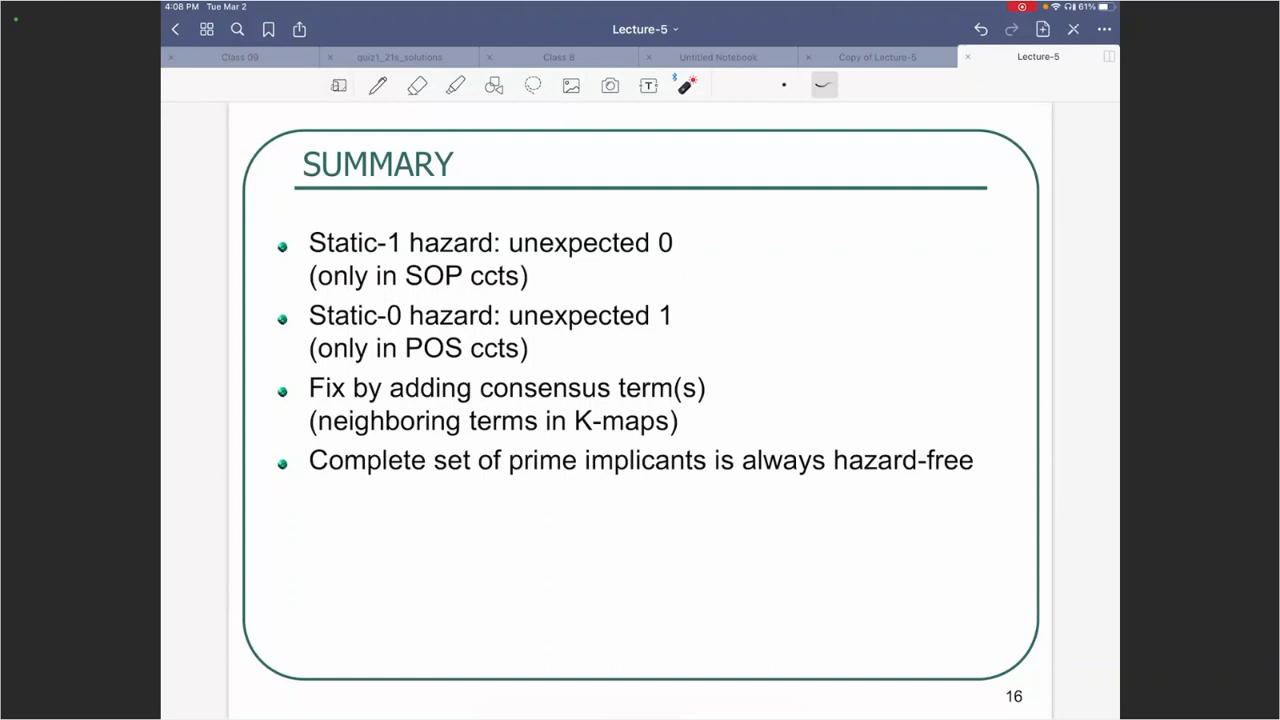 4:08 PM Tue Mar 2
61%
Lecture-5
Class 09
quiz1_21s_solutions
Class 8
Untitled Notebook
Copy of Lecture-5
Lecture-5
T
SUMMARY
Static-1 hazard: unexpected 0
(only in SOP ccts)
Static-0 hazard: unexpected 1
(only in POS ccts)
Fix by adding consensus term(s)
(neighboring terms in K-maps)
Complete set of prime implicants is always hazard-free
16